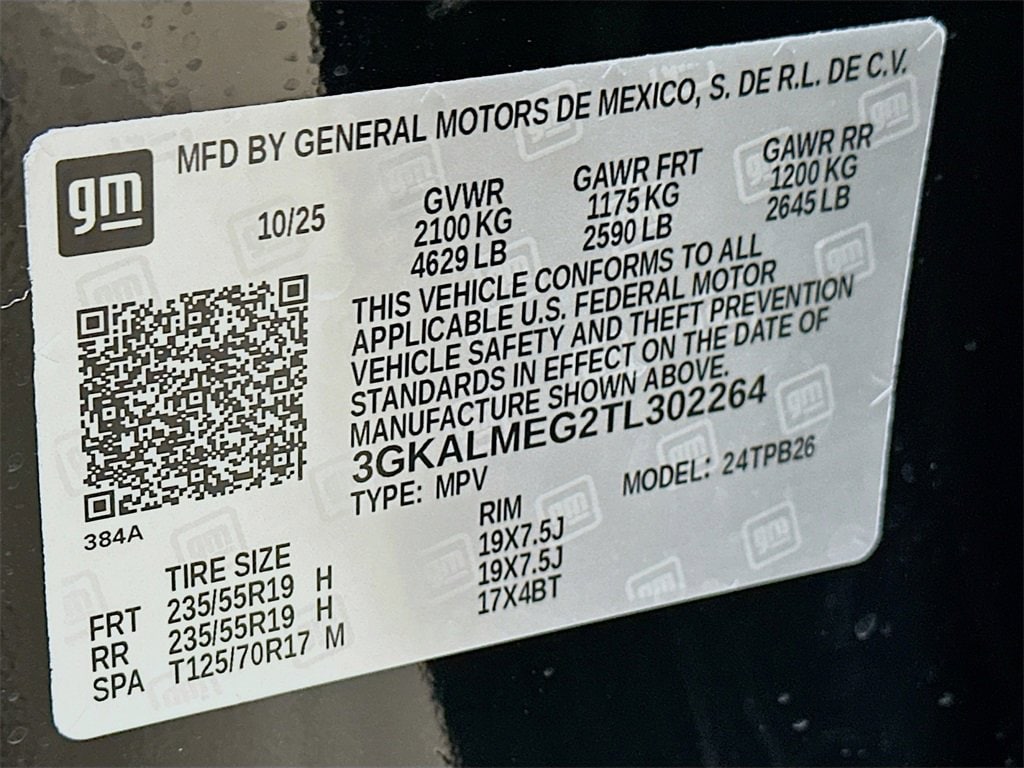 MFD BY GENERAL MOTORS DE MEXICO, S. DE R.L. DE C.V.
gm
10/25
GVWR GAWR FRT GAWR RR
2100 KG 1175 KG 1200 KG
4629 LB 2590 LB 2645 LB
THIS VEHICLE CONFORMS TO ALL
APPLICABLE U.S. FEDERAL MOTOR
VEHICLE SAFETY AND THEFT PREVENTION
STANDARDS IN EFFECT ON THE DATE OF
MANUFACTURE SHOWN ABOVE.
3GKALMEG2TL302264
TYPE: MPV MODEL: 24TPB26
384A
TIRE SIZE RIM
FRT 235/55R19 H 19X7.5J
RR 235/55R19 H 19X7.5J
SPA T125/70R17 M 17X4BT